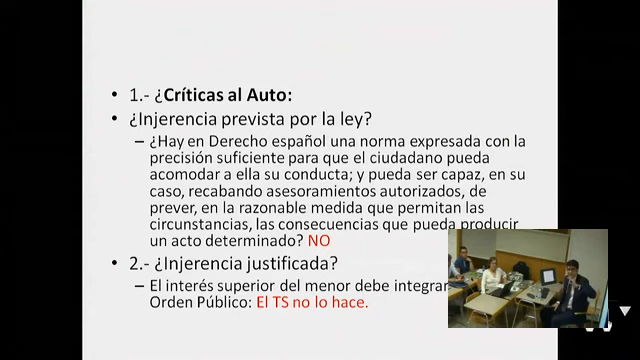 • 1.- ¿Críticas al Auto:
• ¿Injerencia prevista por la ley?
– ¿Hay en Derecho español una norma expresada con la
precisión suficiente para que el ciudadano pueda
acomodar a ella su conducta; y pueda ser capaz, en su
caso, recabando asesoramientos autorizados, de
prever, en la razonable medida que permitan las
circunstancias, las consecuencias que pueda producir
un acto determinado? NO
• 2.- ¿Injerencia justificada?
– El interés superior del menor debe integrar
Orden Público: El TS no lo hace.